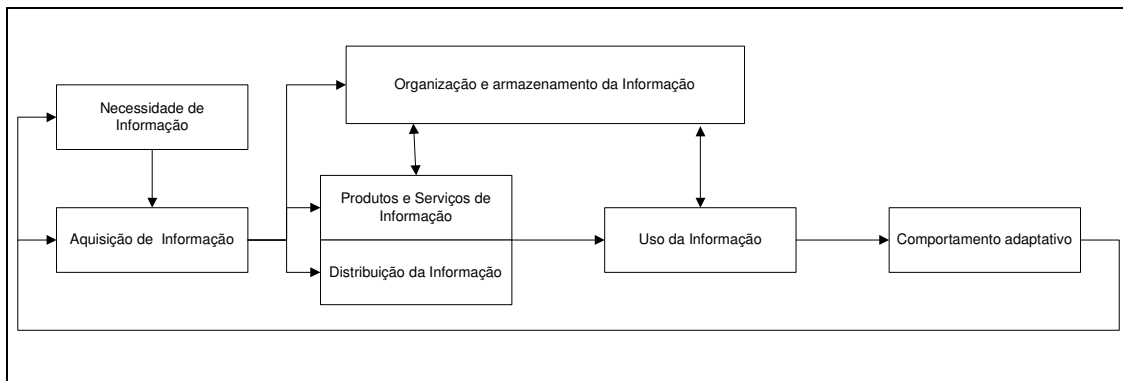 Organização e armazenamento da Informação
Necessidade de
Informação
Produtos e Serviços de
Informação
Aquisição de Informação
Uso da Informação
Comportamento adaptativo
Distribuição da Informação